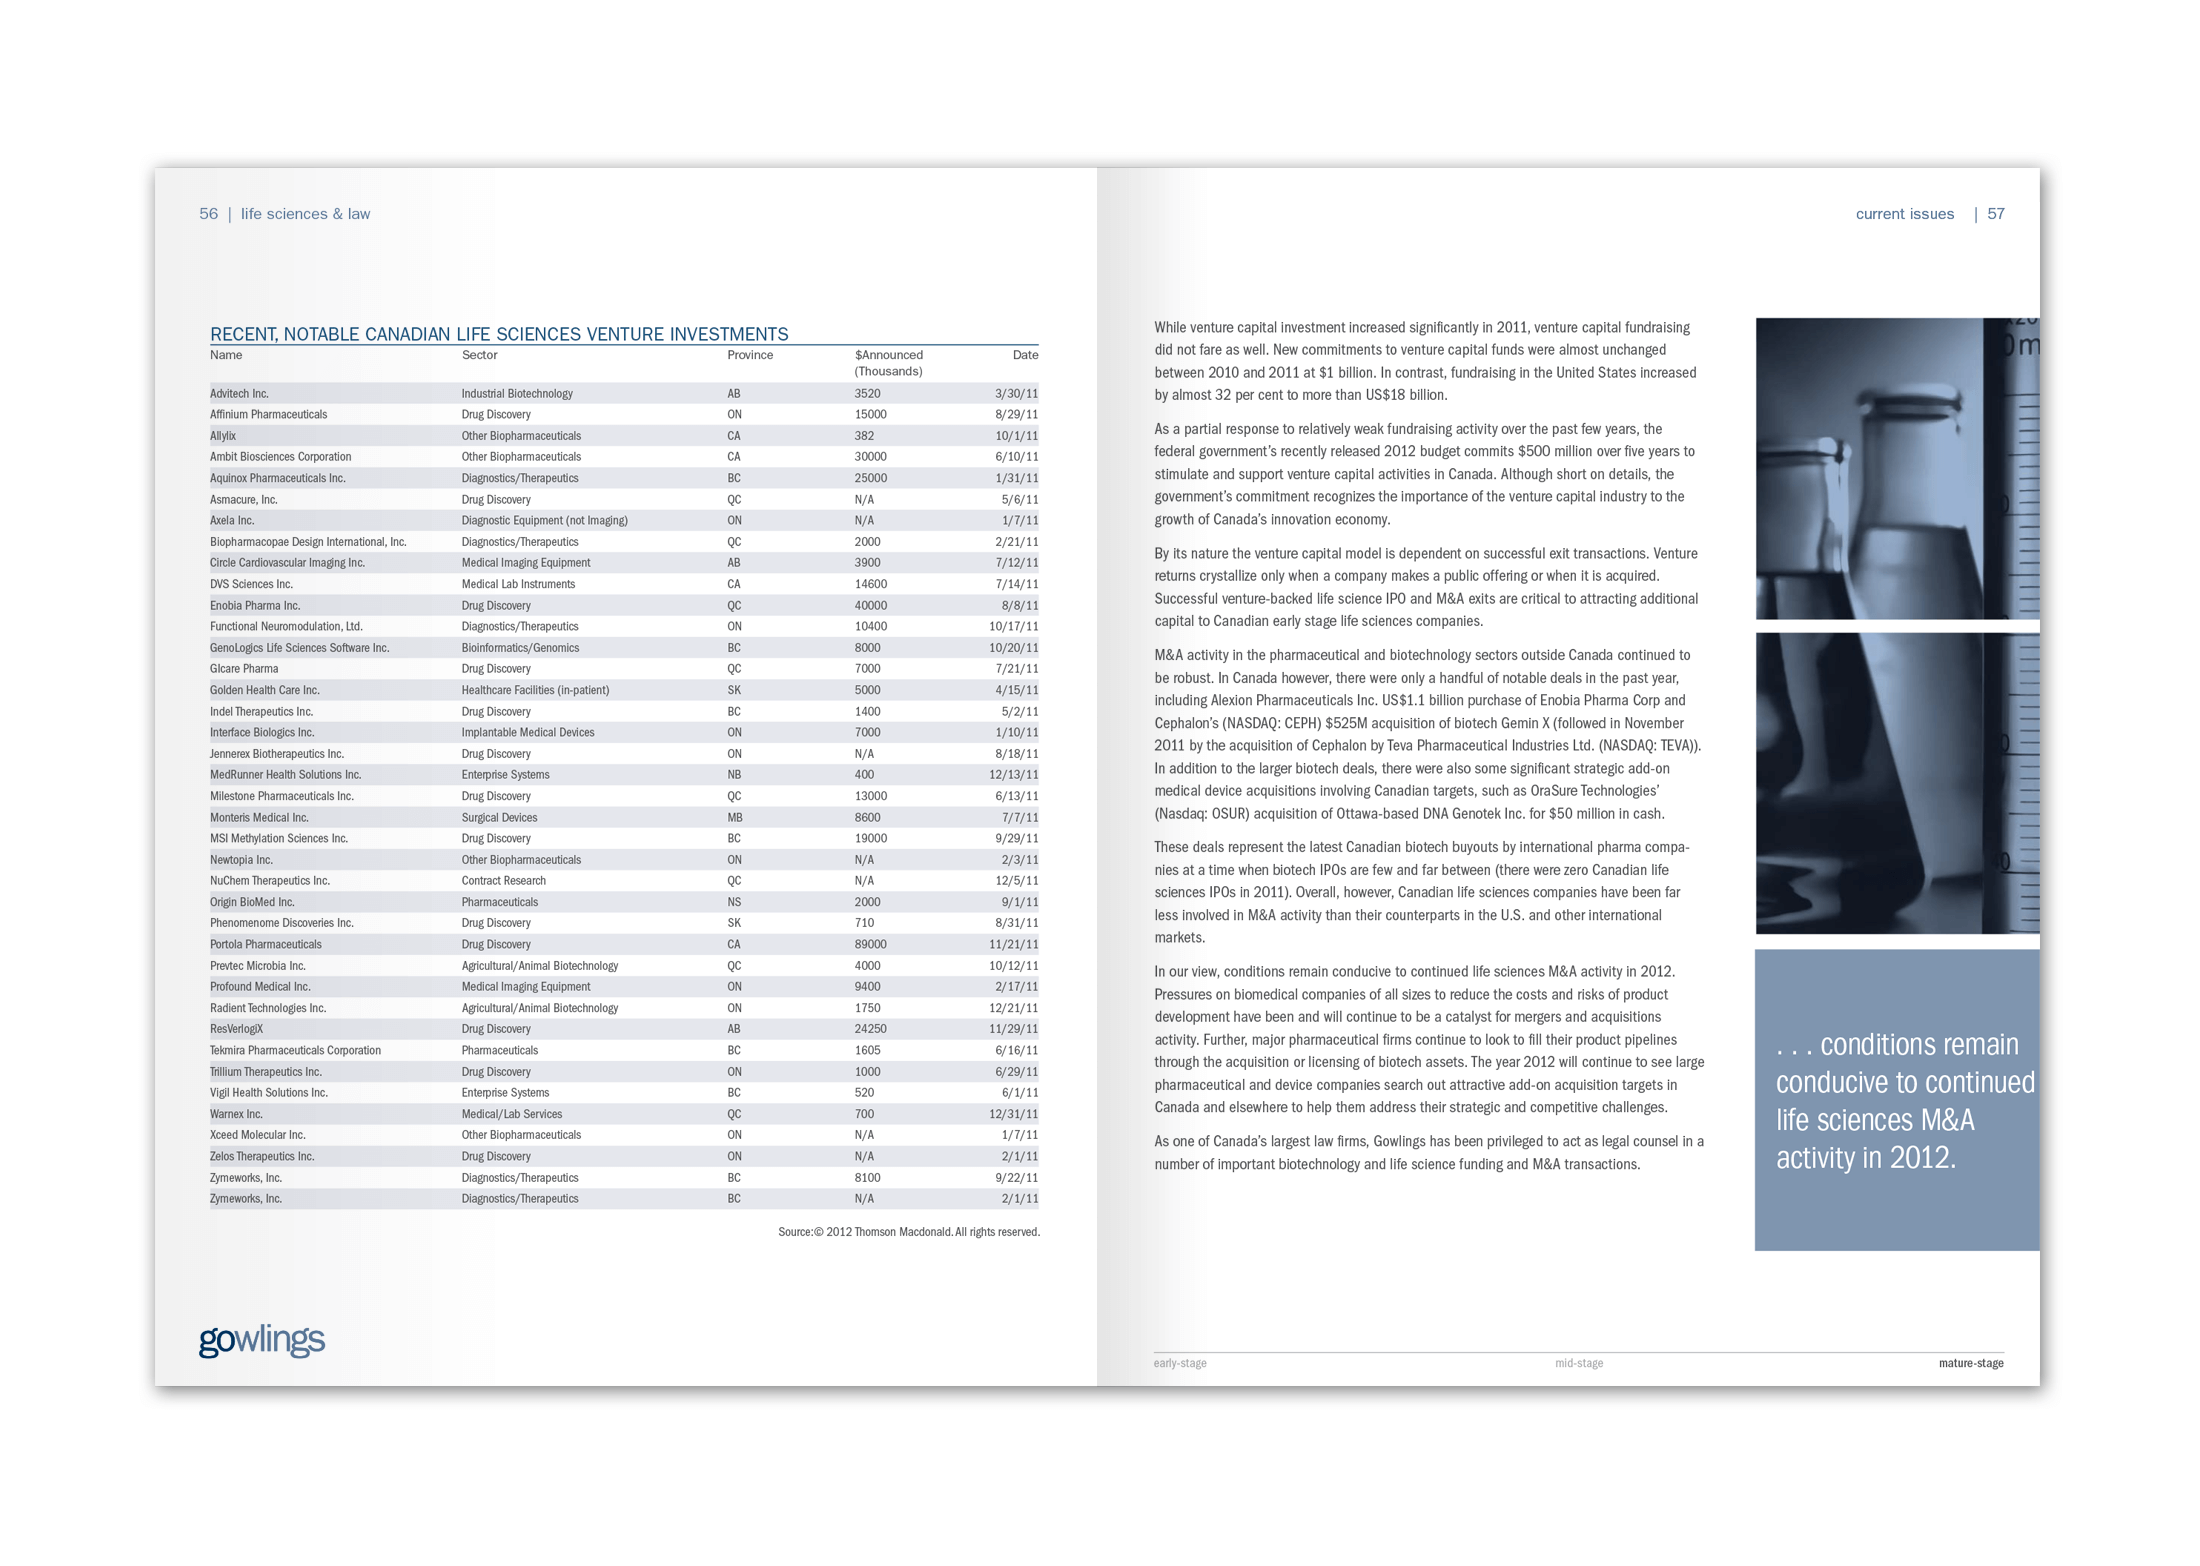 56 | life sciences & law
RECENT, NOTABLE CANADIAN LIFE SCIENCES VENTURE INVESTMENTS
Name Sector Province $Announced (Thousands) Date
Advitech Inc. Industrial Biotechnology AB 3520 3/30/11
Affinium Pharmaceuticals Drug Discovery ON 15000 8/29/11
Allylix Other Biopharmaceuticals CA 382 10/1/11
Ambit Biosciences Corporation Other Biopharmaceuticals CA 30000 6/10/11
Aquinox Pharmaceuticals Inc. Diagnostics/Therapeutics BC 25000 1/31/11
Asmacure, Inc. Drug Discovery QC N/A 5/6/11
Axela Inc. Diagnostic Equipment (not Imaging) ON N/A 1/7/11
Biopharmacopae Design International, Inc. Diagnostics/Therapeutics QC 2000 2/21/11
Circle Cardiovascular Imaging Inc. Medical Imaging Equipment AB 3900 7/12/11
DVS Sciences Inc. Medical Lab Instruments CA 14600 7/14/11
Enobia Pharma Inc. Drug Discovery QC 40000 8/8/11
Functional Neuromodulation, Ltd. Diagnostics/Therapeutics ON 10400 10/17/11
GenoLogics Life Sciences Software Inc. Bioinformatics/Genomics BC 8000 10/20/11
GIcare Pharma Drug Discovery QC 7000 7/21/11
Golden Health Care Inc. Healthcare Facilities (in-patient) SK 5000 4/15/11
Indel Therapeutics Inc. Drug Discovery BC 1400 5/2/11
Interface Biologics Inc. Implantable Medical Devices ON 7000 1/10/11
Jennerex Biotherapeutics Inc. Drug Discovery ON N/A 8/18/11
MedRunner Health Solutions Inc. Enterprise Systems NB 400 12/13/11
Milestone Pharmaceuticals Inc. Drug Discovery QC 13000 6/13/11
Monteris Medical Inc. Surgical Devices MB 8600 7/7/11
MSI Methylation Sciences Inc. Drug Discovery BC 19000 9/29/11
Newtopia Inc. Other Biopharmaceuticals ON N/A 2/3/11
NuChem Therapeutics Inc. Contract Research QC N/A 12/5/11
Origin BioMed Inc. Pharmaceuticals NS 2000 9/1/11
Phenomenome Discoveries Inc. Drug Discovery SK 710 8/31/11
Portola Pharmaceuticals Drug Discovery CA 89000 11/21/11
Prevtec Microbia Inc. Agricultural/Animal Biotechnology QC 4000 10/12/11
Profound Medical Inc. Medical Imaging Equipment ON 9400 2/17/11
Radient Technologies Inc. Agricultural/Animal Biotechnology ON 1750 12/21/11
ResVerlogiX Drug Discovery AB 24250 11/29/11
Tekmira Pharmaceuticals Corporation Pharmaceuticals BC 1605 6/16/11
Trillium Therapeutics Inc. Drug Discovery ON 1000 6/29/11
Vigil Health Solutions Inc. Enterprise Systems BC 520 6/1/11
Warnex Inc. Medical/Lab Services QC 700 12/31/11
Xceed Molecular Inc. Other Biopharmaceuticals ON N/A 1/7/11
Zelos Therapeutics Inc. Drug Discovery ON N/A 2/1/11
Zymeworks, Inc. Diagnostics/Therapeutics BC 8100 9/22/11
Zymeworks, Inc. Diagnostics/Therapeutics BC N/A 2/1/11
Source:© 2012 Thomson Macdonald. All rights reserved.
gowlings
current issues | 57
While venture capital investment increased significantly in 2011, venture capital fundraising
did not fare as well. New commitments to venture capital funds were almost unchanged
between 2010 and 2011 at $1 billion. In contrast, fundraising in the United States increased
by almost 32 per cent to more than US$18 billion.
As a partial response to relatively weak fundraising activity over the past few years, the
federal government's recently released 2012 budget commits $500 million over five years to
stimulate and support venture capital activities in Canada. Although short on details, the
government's commitment recognizes the importance of the venture capital industry to the
growth of Canada's innovation economy.
By its nature the venture capital model is dependent on successful exit transactions. Venture
returns crystallize only when a company makes a public offering or when it is acquired.
Successful venture-backed life science IPO and M&A exits are critical to attracting additional
capital to Canadian early stage life sciences companies.
M&A activity in the pharmaceutical and biotechnology sectors outside Canada continued to
be robust. In Canada however, there were only a handful of notable deals in the past year,
including Alexion Pharmaceuticals Inc. US$1.1 billion purchase of Enobia Pharma Corp and
Cephalon's (NASDAQ: CEPH) $525M acquisition of biotech Gemin X (followed in November
2011 by the acquisition of Cephalon by Teva Pharmaceutical Industries Ltd. (NASDAQ: TEVA)).
In addition to the larger biotech deals, there were also some significant strategic add-on
medical device acquisitions involving Canadian targets, such as OraSure Technologies'
(Nasdaq: OSUR) acquisition of Ottawa-based DNA Genotek Inc. for $50 million in cash.
These deals represent the latest Canadian biotech buyouts by international pharma compa-
nies at a time when biotech IPOs are few and far between (there were zero Canadian life
sciences IPOs in 2011). Overall, however, Canadian life sciences companies have been far
less involved in M&A activity than their counterparts in the U.S. and other international
markets.
In our view, conditions remain conducive to continued life sciences M&A activity in 2012.
Pressures on biomedical companies of all sizes to reduce the costs and risks of product
development have been and will continue to be a catalyst for mergers and acquisitions
activity. Further, major pharmaceutical firms continue to look to fill their product pipelines
through the acquisition or licensing of biotech assets. The year 2012 will continue to see large
pharmaceutical and device companies search out attractive add-on acquisition targets in
Canada and elsewhere to help them address their strategic and competitive challenges.
As one of Canada's largest law firms, Gowlings has been privileged to act as legal counsel in a
number of important biotechnology and life science funding and M&A transactions.
. . . conditions remain
conducive to continued
life sciences M&A
activity in 2012.
early-stage mid-stage mature-stage